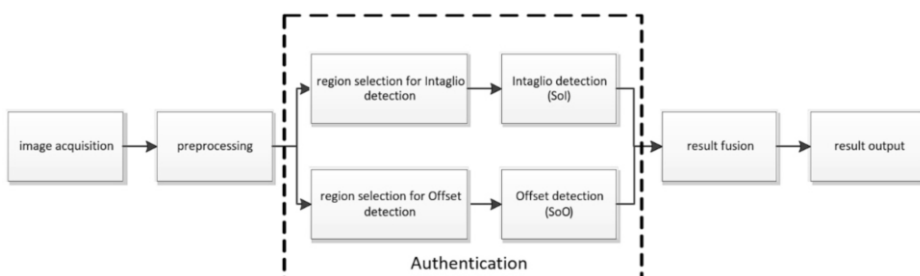 image acquisition
preprocessing
region selection for Intaglio
detection
Intaglio detection
(SoI)
region selection for Offset
detection
Offset detection
(SoO)
result fusion
result output
Authentication